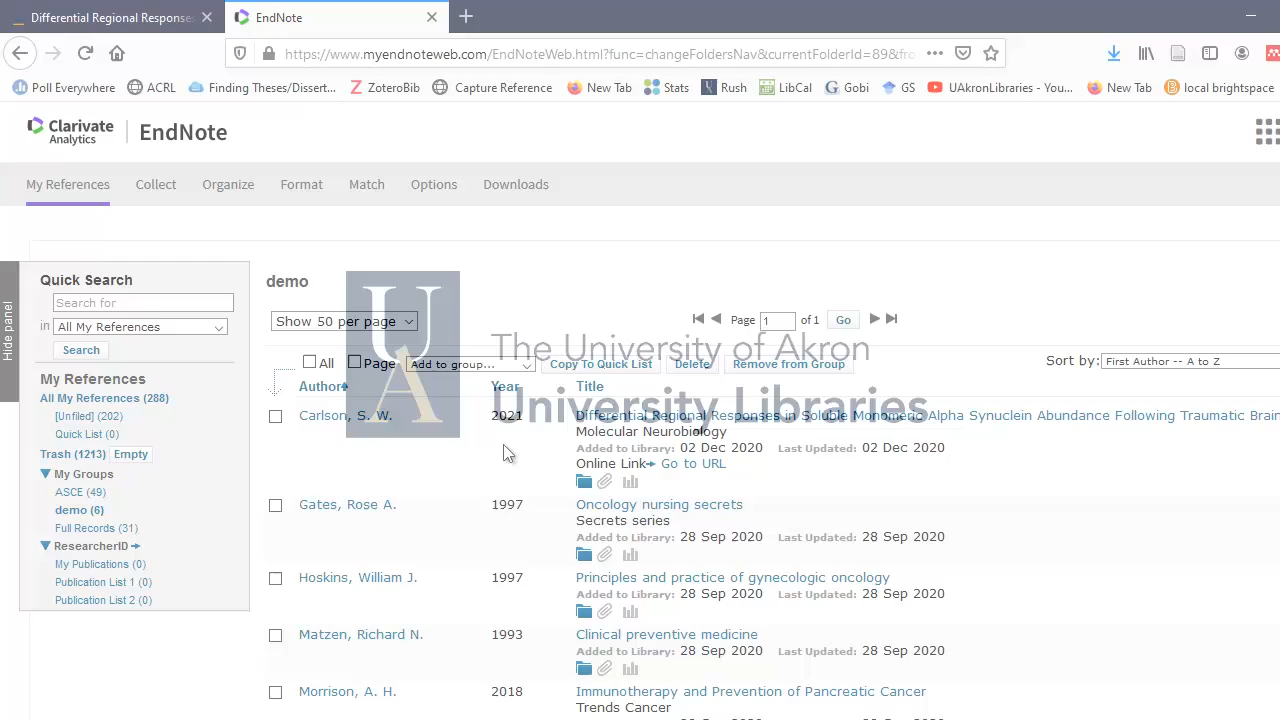 Differential Regional Responses
EndNote
https://www.myendnoteweb.com/EndNoteWeb.html?func=changeFoldersNav&currentFolderId=89&fro
Poll Everywhere
ACRL
Finding Theses/Dissert...
ZoteroBib
Conture Reference
New Tab
Stats
Rush
LibCal
Gobi
GS
UAkronLibraries - You...
New Tab
local brightspace
Clarivate
Analytics
EndNote
My References
Collect
Organize
Format
Match
Options
Downloads
Hide panel
Quick Search
Search for
in All My References
Search
My References
All My References (288)
[Unfiled] (202)
Quick List (0)
Trash (1213) Empty
My Groups
ASCE (49)
demo (6)
Full Records (31)
ResearcherID
My Publications (0)
Publication List 1 (0)
Publication List 2 (0)
demo
Show 50 per page
Page 1 of 1 Go
All Page Add to group... Copy To Quick List Delete Remove from Group
Sort by: First Author -- A to Z
Author Year Title
Carlson, S. W. 2021 Differential Regional Responses in Soluble Monomeric Alpha Synuclein Abundance Following Traumatic Brain
Molecular Neurobiology
Added to Library: 02 Dec 2020 Last Updated: 02 Dec 2020
Online Link Go to URL
Gates, Rose A. 1997 Oncology nursing secrets
Secrets series
Added to Library: 28 Sep 2020 Last Updated: 28 Sep 2020
Hoskins, William J. 1997 Principles and practice of gynecologic oncology
Added to Library: 28 Sep 2020 Last Updated: 28 Sep 2020
Matzen, Richard N. 1993 Clinical preventive medicine
Added to Library: 28 Sep 2020 Last Updated: 28 Sep 2020
Morrison, A. H. 2018 Immunotherapy and Prevention of Pancreatic Cancer
Trends Cancer
UA
The University of Akron
University Libraries